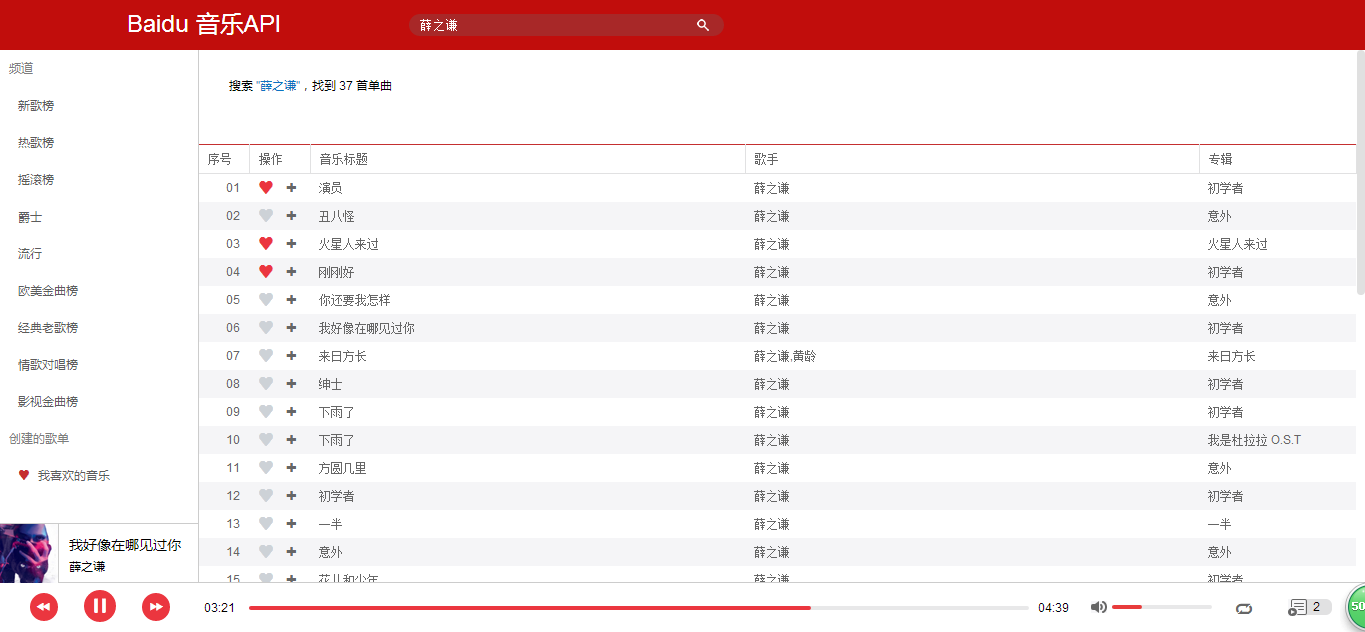 Baidu 音乐API
薛之谦
频道
新歌榜
热歌榜
摇滚榜
爵士
流行
欧美金曲榜
经典老歌榜
情歌对唱榜
影视金曲榜
创建的歌单
我喜欢的音乐
搜索 "薛之谦"，找到 37 首单曲
序号 操作 音乐标题 歌手 专辑
01 演员 薛之谦 初学者
02 丑八怪 薛之谦 意外
03 火星人来过 薛之谦 火星人来过
04 刚刚好 薛之谦 初学者
05 你还要我怎样 薛之谦 意外
06 我好像在哪见过你 薛之谦 初学者
07 来日方长 薛之谦,黄龄 来日方长
08 绅士 薛之谦 初学者
09 下雨了 薛之谦 初学者
10 下雨了 薛之谦 我是杜拉拉 O.S.T
11 方圆几里 薛之谦 意外
12 初学者 薛之谦 初学者
13 一半 薛之谦 一半
14 意外 薛之谦 意外
15 花儿和少年 薛之谦 初学者
我好像在哪见过你
薛之谦
03:21 04:39 2
50